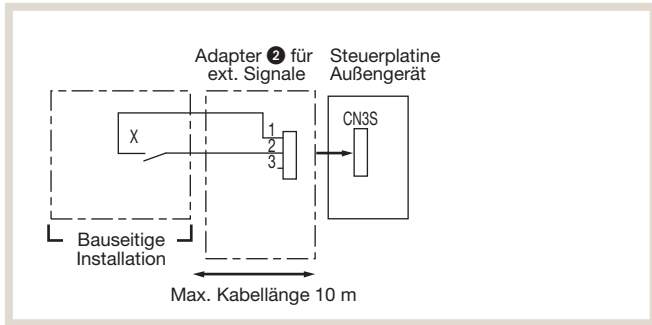 Adapter ❷ für
ext. Signale
Steuerplatine
Außengerät
CN3S
X
1
2
3
Bauseitige
Installation
Max. Kabellänge 10 m